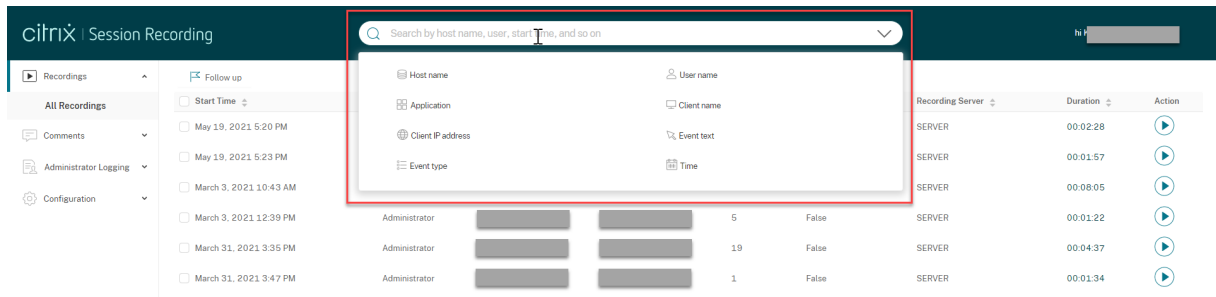 citrix | Session Recording
Search by host name, user, start time, and so on
hi
Recordings
Follow up
Host name
User name
All Recordings
Start Time
Application
Client name
Recording Server
Duration
Action
May 19, 2021 5:20 PM
SERVER
00:02:28
Comments
Client IP address
Event text
May 19, 2021 5:23 PM
SERVER
00:01:57
Administrator Logging
Event type
Time
March 3, 2021 10:43 AM
SERVER
00:08:05
Configuration
March 3, 2021 12:39 PM
Administrator
5
False
SERVER
00:01:22
March 31, 2021 3:35 PM
Administrator
19
False
SERVER
00:04:37
March 31, 2021 3:47 PM
Administrator
1
False
SERVER
00:01:34